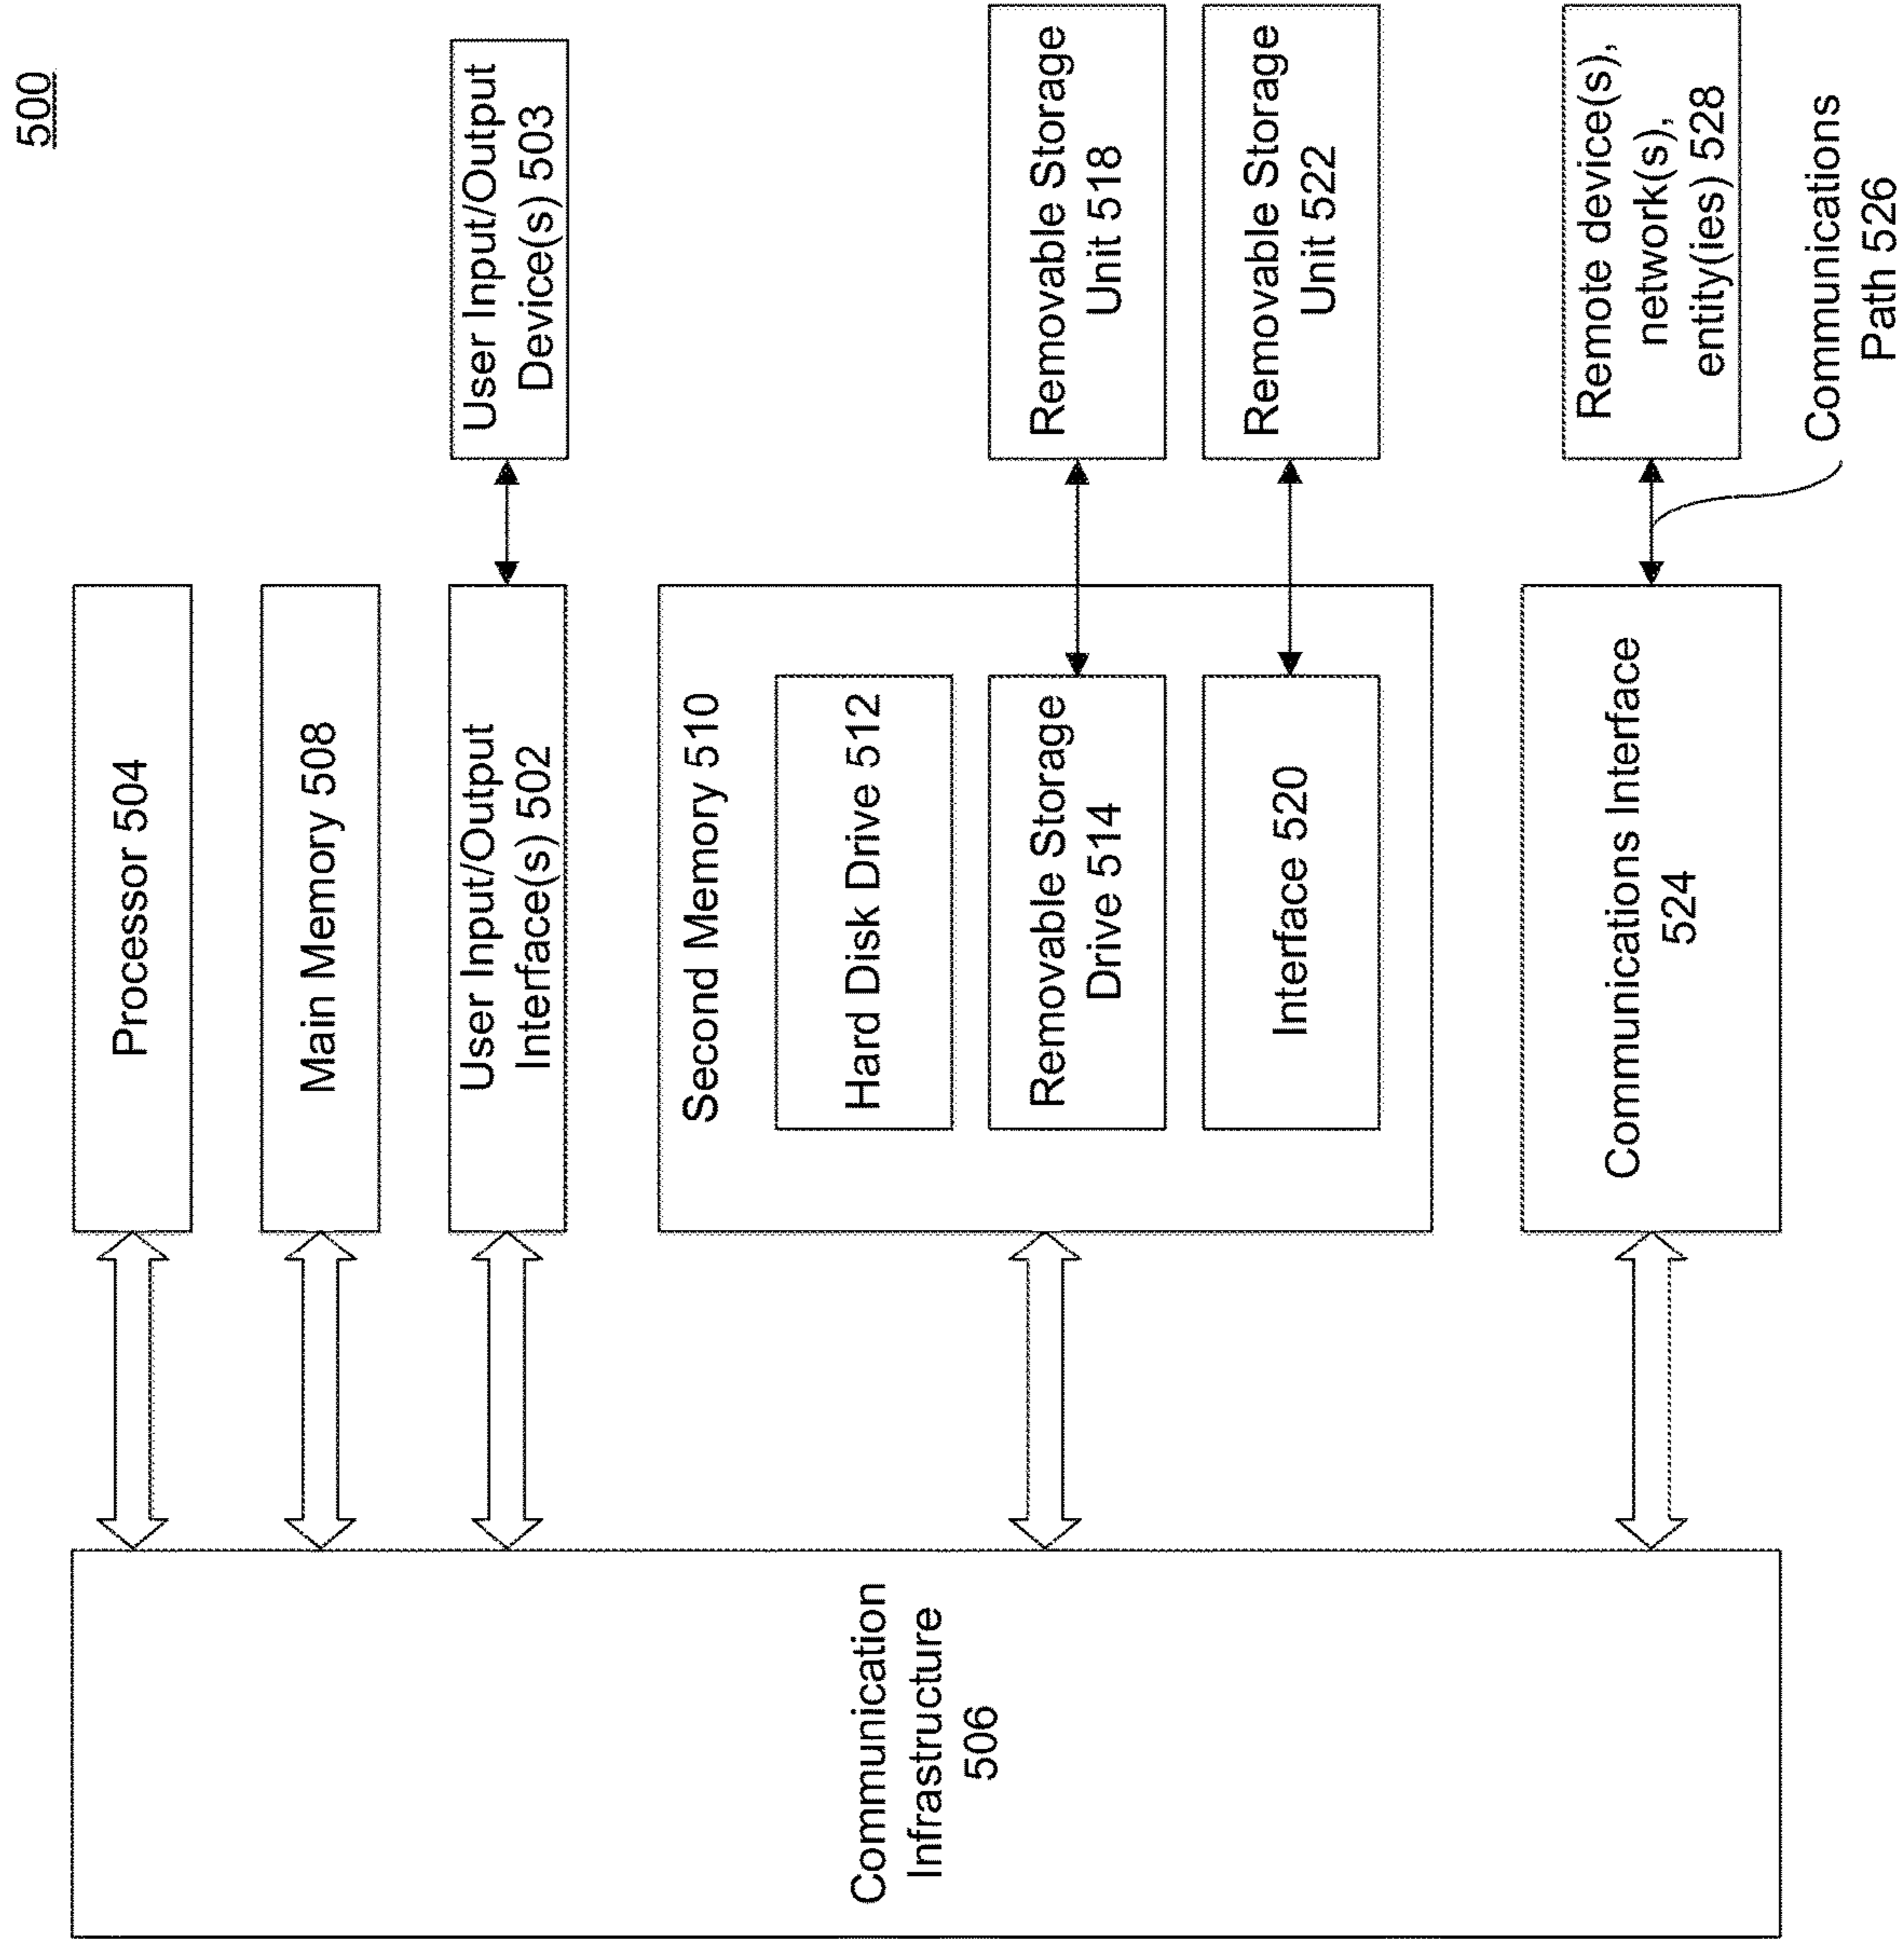 500
Processor 504
Main Memory 508
User Input/Output
Interface(s) 502
User Input/Output
Device(s) 503
Second Memory 510
Hard Disk Drive 512
Removable Storage
Drive 514
Removable Storage
Unit 518
Interface 520
Removable Storage
Unit 522
Communication
Infrastructure
506
Communications Interface
524
Remote device(s),
network(s),
entity(ies) 528
Communications
Path 526